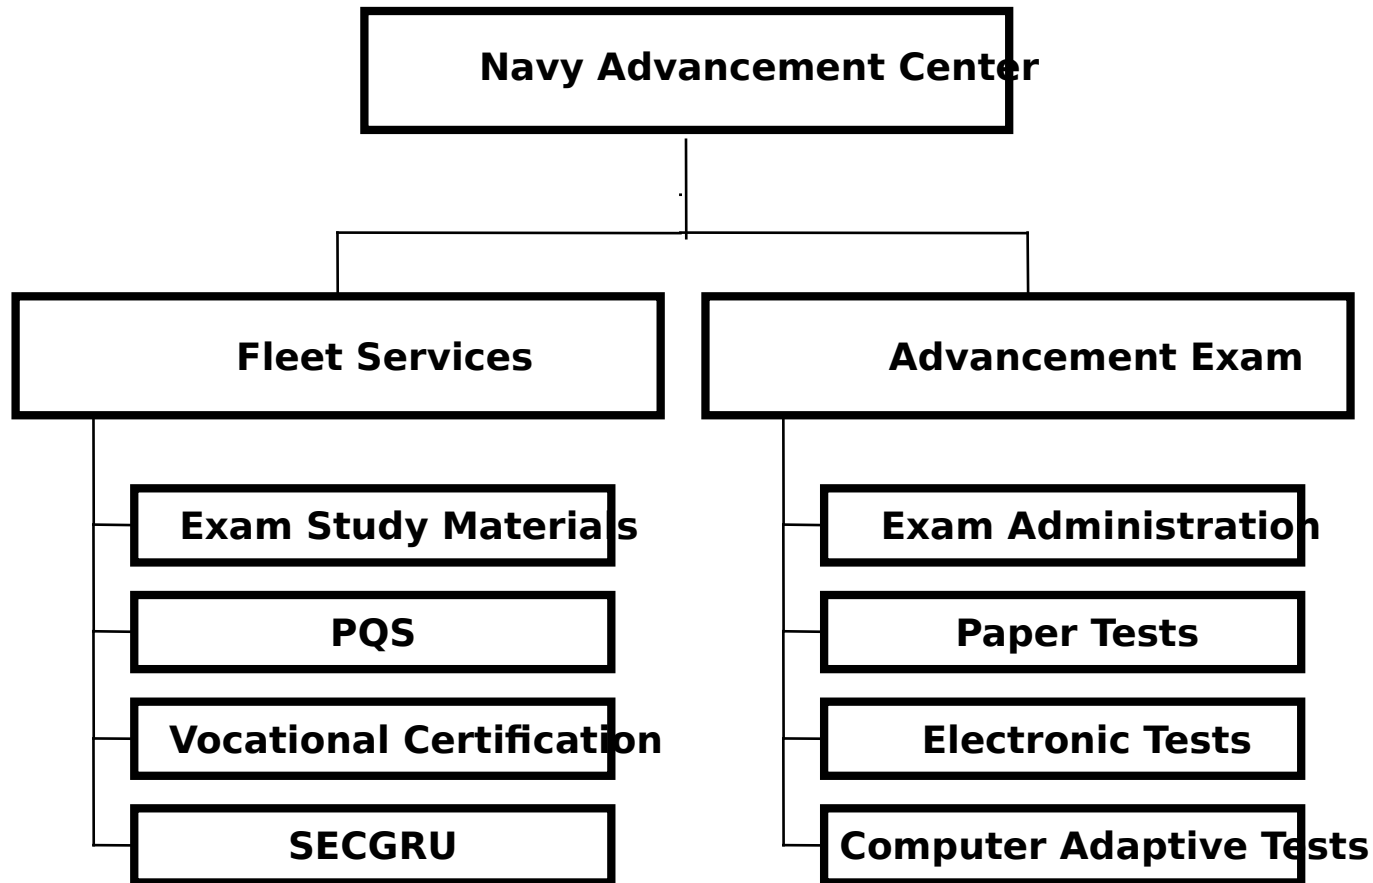 Navy Advancement Center
Fleet Services
Advancement Exam
Exam Study Materials
PQS
Vocational Certification
SECGRU
Exam Administration
Paper Tests
Electronic Tests
Computer Adaptive Tests